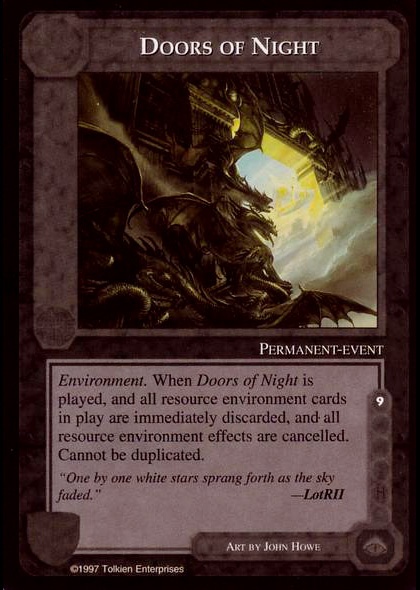 DOORS OF NIGHT
PERMANENT-EVENT
Environment. When Doors of Night is
played, and all resource environment cards
in play are immediately discarded, and all
resource environment effects are cancelled.
Cannot be duplicated.
9
"One by one white stars sprang forth as the sky
faded."
—LotRII
H
ART BY JOHN HOWE
©1997 Tolkien Enterprises